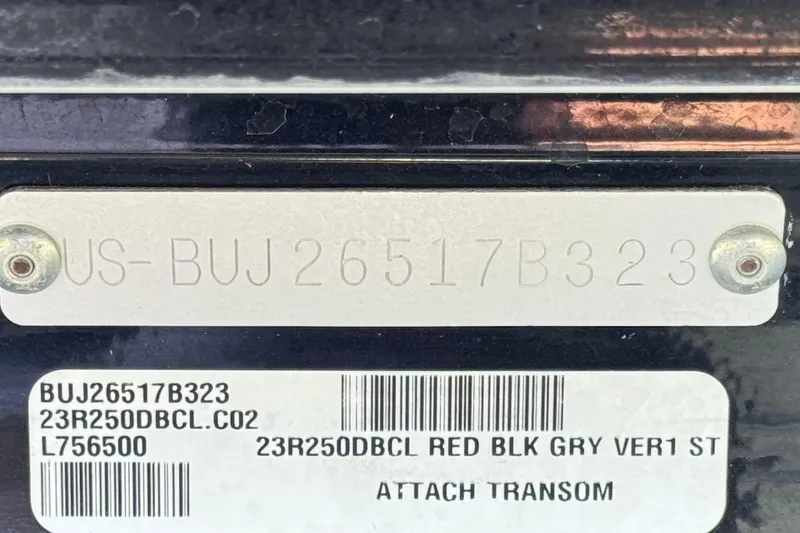 US-BUJ26517B323
BUJ26517B323
23R250DBCL.C02
L756500
23R250DBCL RED BLK GRY VER1 ST
ATTACH TRANSOM